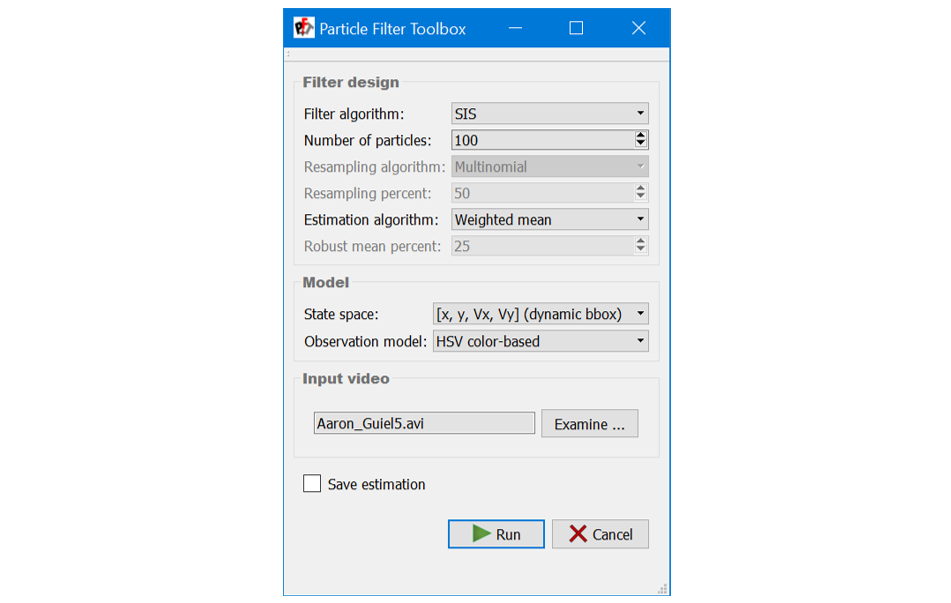 Particle Filter Toolbox
Filter design
Filter algorithm: SIS
Number of particles: 100
Resampling algorithm: Multinomial
Resampling percent: 50
Estimation algorithm: Weighted mean
Robust mean percent: 25
Model
State space: [x, y, Vx, Vy] (dynamic bbox)
Observation model: HSV color-based
Input video
Aaron_Guiel5.avi Examine ...
Save estimation
Run Cancel